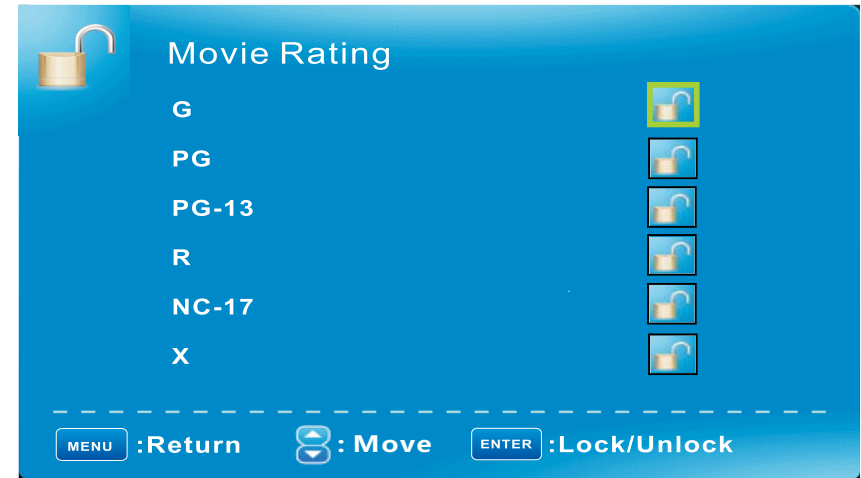 Movie Rating
G
PG
PG-13
R
NC-17
X
MENU :Return : Move ENTER :Lock/Unlock